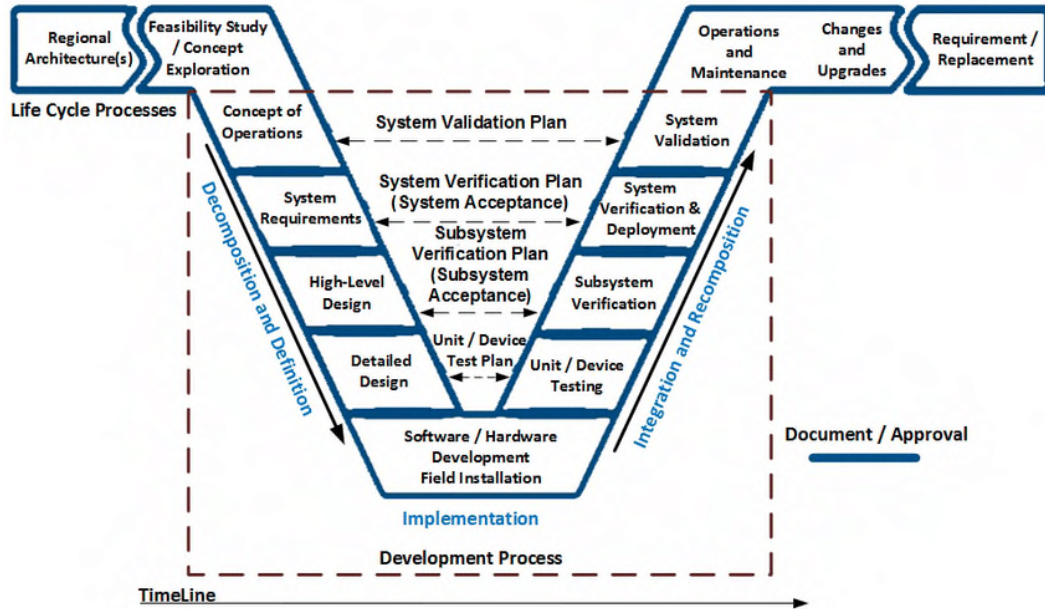 Regional
Architecture(s)
Feasibility Study
/ Concept
Exploration
Operations
and
Maintenance
Changes
and
Upgrades
Requirement /
Replacement
Life Cycle Processes
Concept of
Operations
System Validation Plan
System
Validation
System
Requirements
System Verification Plan
(System Acceptance)
System
Verification &
Deployment
High-Level
Design
Subsystem
Verification Plan
(Subsystem
Acceptance)
Subsystem
Verification
Detailed
Design
Unit / Device
Test Plan
Unit / Device
Testing
Decomposition and Definition
Integration and Recomposition
Software / Hardware
Development
Field Installation
Document / Approval
Implementation
Development Process
TimeLine